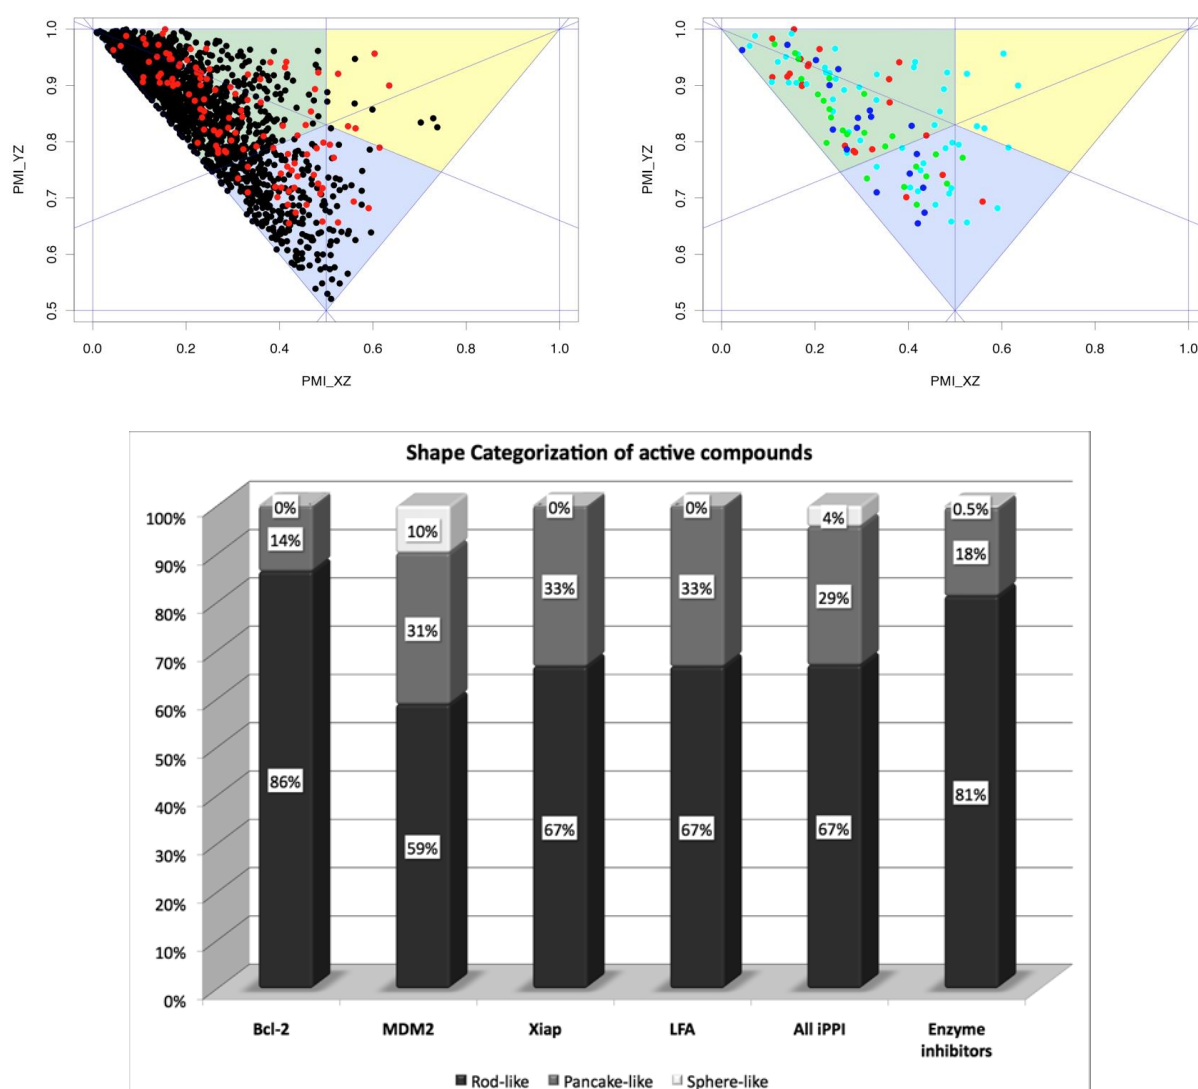 1.0
0.9
0.8
0.7
0.6
0.5
PMI_YZ
0.0 0.2 0.4 0.6 0.8 1.0
PMI_XZ
1.0
0.9
0.8
0.7
0.6
0.5
PMI_YZ
0.0 0.2 0.4 0.6 0.8 1.0
PMI_XZ
Shape Categorization of active compounds
100%
90%
80%
70%
60%
50%
40%
30%
20%
10%
0%
0% 10% 0% 0% 4% 0.5%
14% 31% 33% 33% 29% 18%
86% 59% 67% 67% 67% 81%
Bcl-2 MDM2 Xiap LFA All iPPI Enzyme
inhibitors
Rod-like Pancake-like Sphere-like